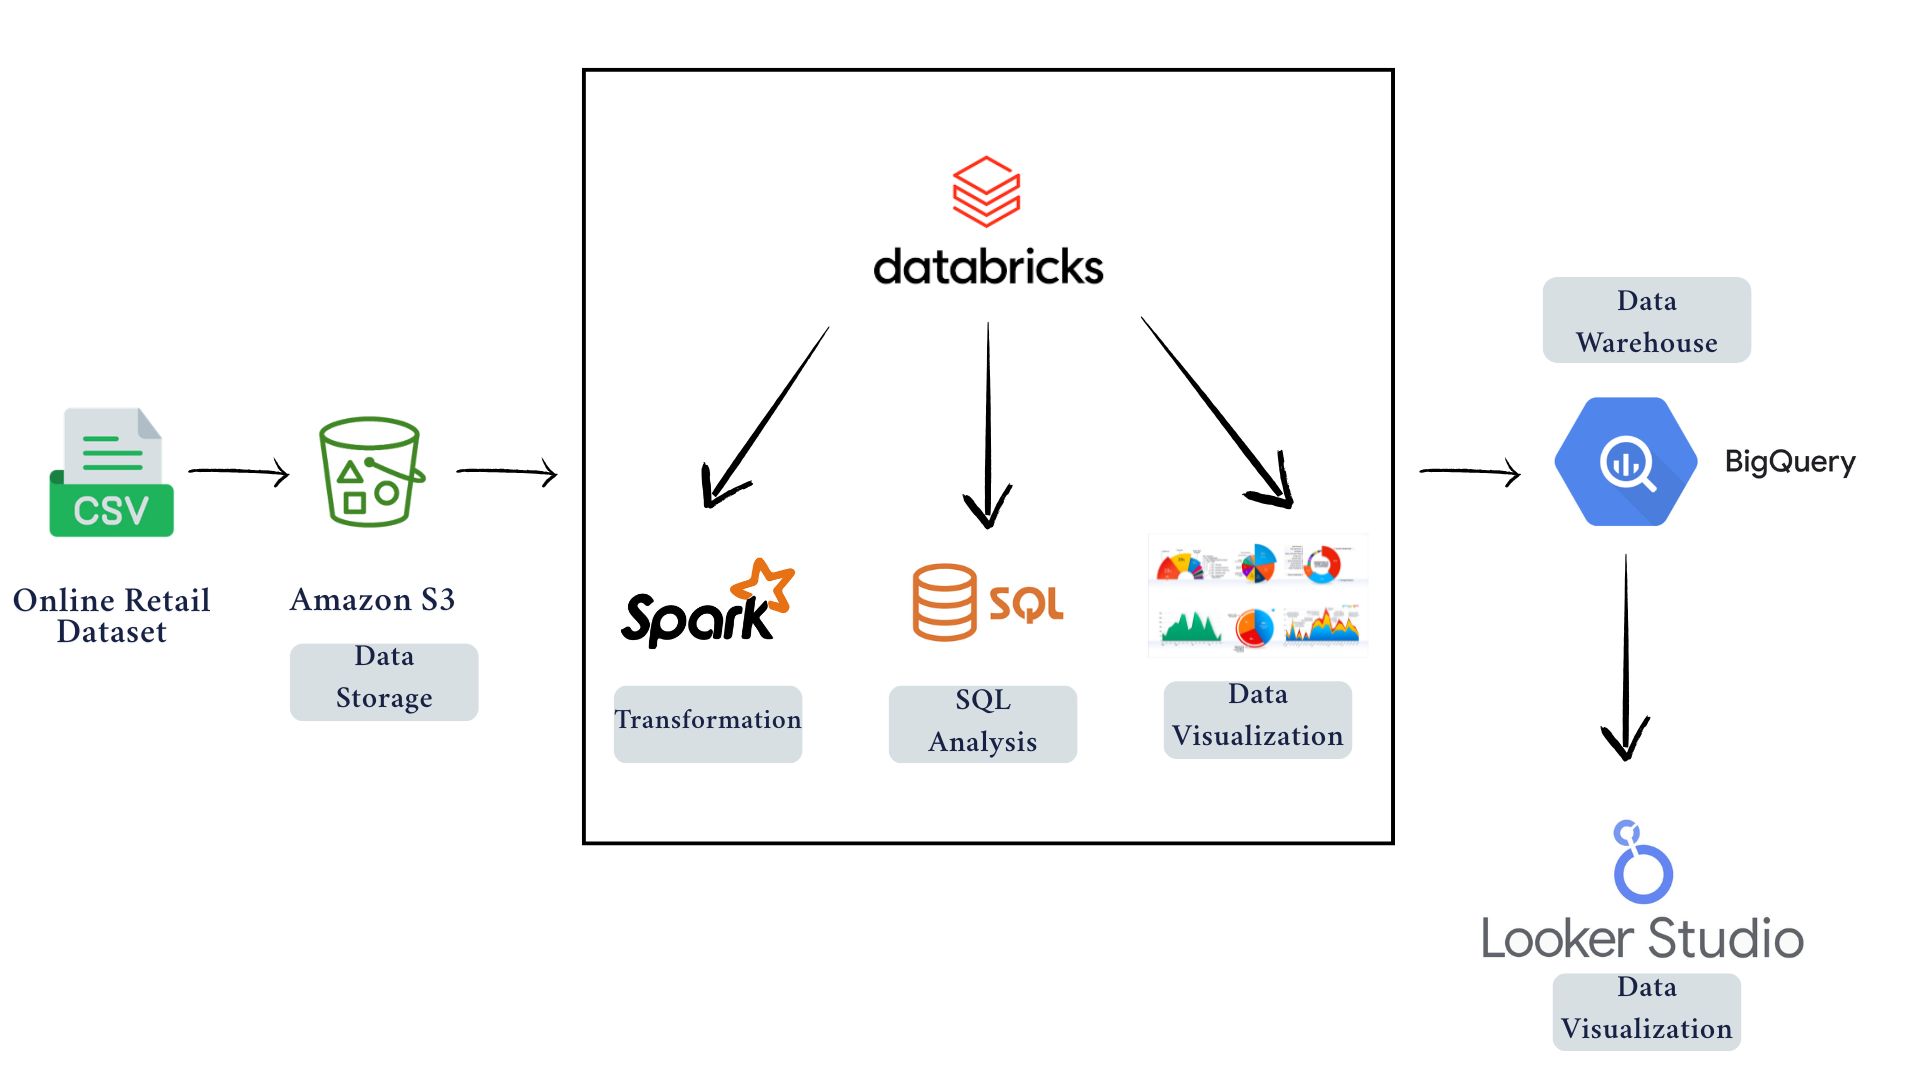 CSV
Online Retail
Dataset
Amazon S3
Data
Storage
databricks
Spark
Transformation
SQL
SQL
Analysis
Data
Visualization
Data
Warehouse
BigQuery
Looker Studio
Data
Visualization